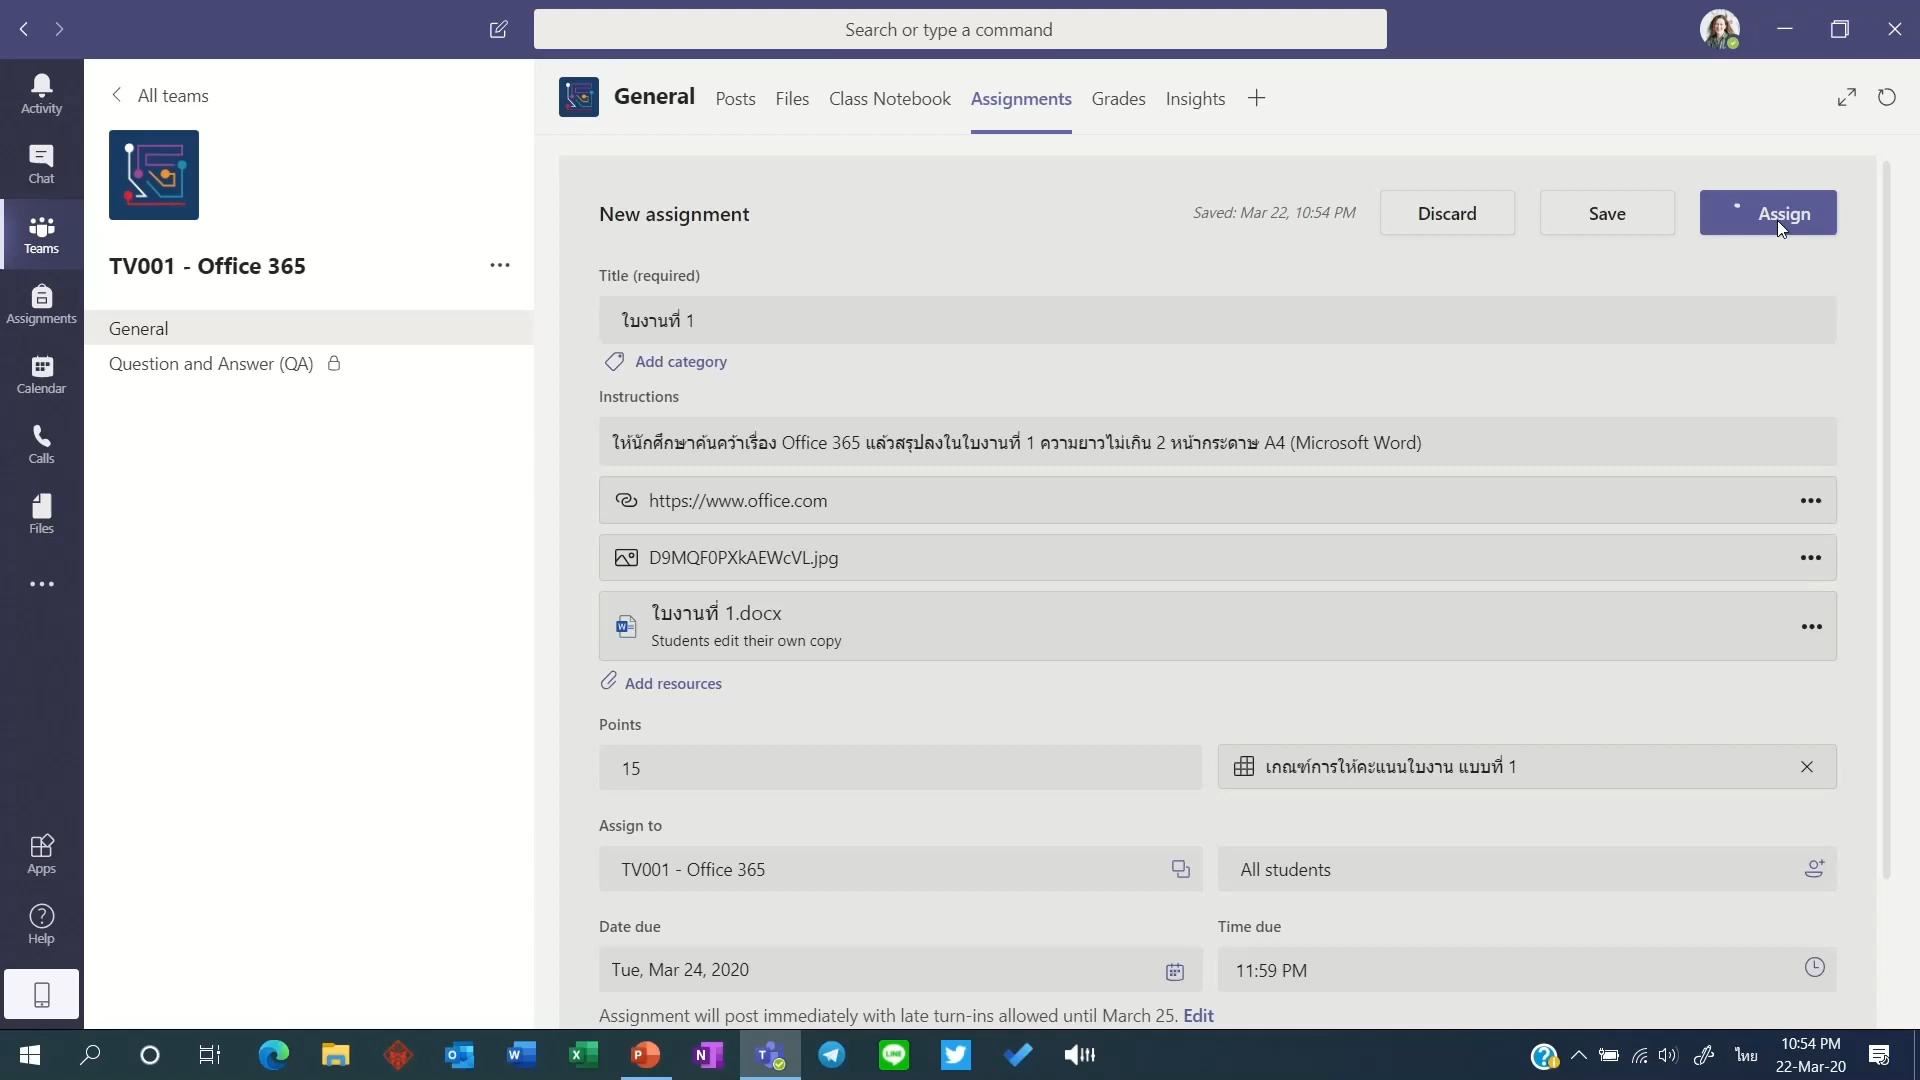 Search or type a command
Activity
Chat
Teams
Assignments
Calendar
Calls
Files
Apps
Help
All teams
TV001 - Office 365
General
Question and Answer (QA)
General
Posts
Files
Class Notebook
Assignments
Grades
Insights
New assignment
Saved: Mar 22, 10:54 PM
Discard
Save
Assign
Title (required)
ใบงานที่ 1
Add category
Instructions
ให้นักศึกษาค้นคว้าเรื่อง Office 365 แล้วสรุปลงในใบงานที่ 1 ความยาวไม่เกิน 2 หน้ากระดาษ A4 (Microsoft Word)
https://www.office.com
D9MQF0PXkAEWcVL.jpg
ใบงานที่ 1.docx
Students edit their own copy
Add resources
Points
15
เกณฑ์การให้คะแนนใบงาน แบบที่ 1
Assign to
TV001 - Office 365
All students
Date due
Time due
Tue, Mar 24, 2020
11:59 PM
Assignment will post immediately with late turn-ins allowed until March 25. Edit
ไทย
10:54 PM
22-Mar-20